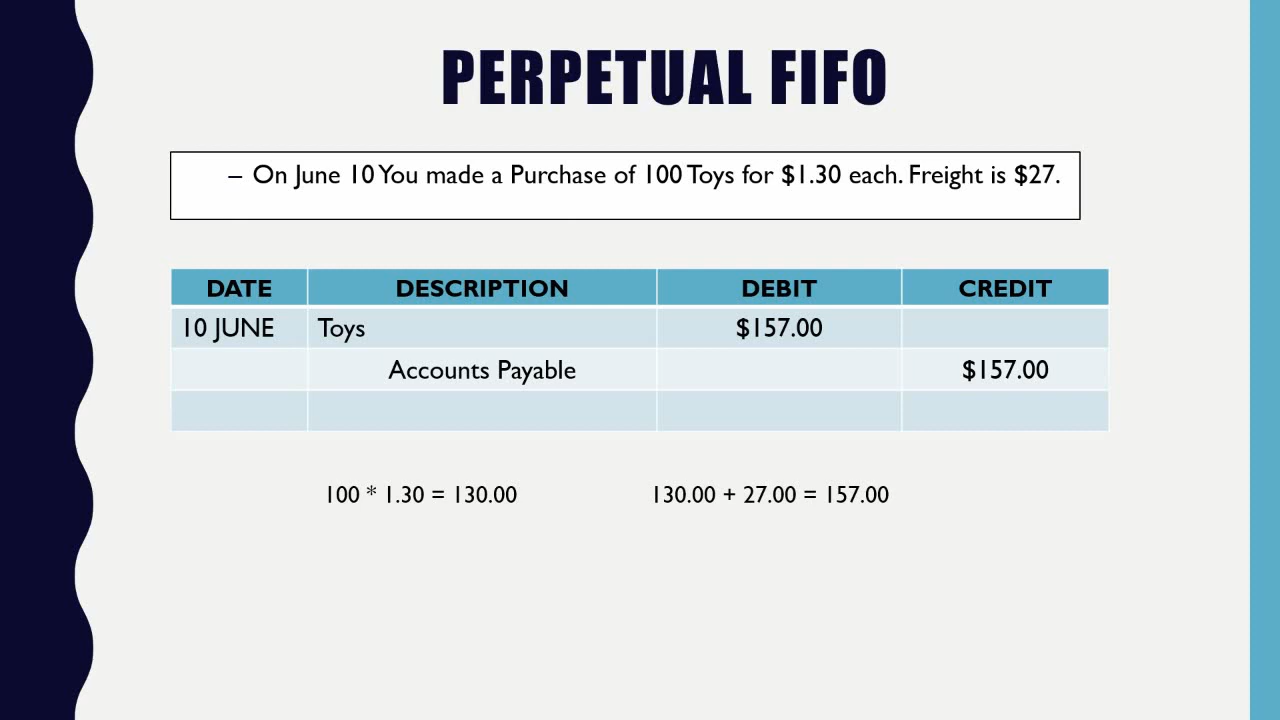 PERPETUAL FIFO
– On June 10 You made a Purchase of 100 Toys for $1.30 each. Freight is $27.
DATE DESCRIPTION DEBIT CREDIT
10 JUNE Toys $157.00
Accounts Payable $157.00
100 * 1.30 = 130.00 130.00 + 27.00 = 157.00